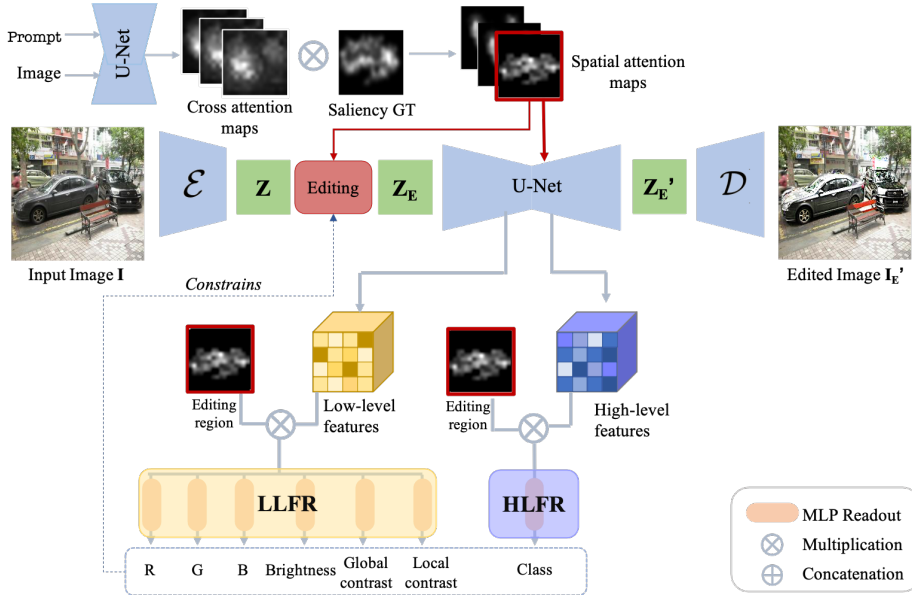 Prompt
Image
U-Net
Cross attention
maps
Saliency GT
Spatial attention
maps
Input Image I
ℰ
Z
Editing
Z_E
U-Net
Z_E’
𝒟
Edited Image I_E’
Constrains
Editing
region
Low-level
features
Editing
region
High-level
features
LLFR
HLFR
R
G
B
Brightness
Global
contrast
Local
contrast
Class
MLP Readout
Multiplication
Concatenation